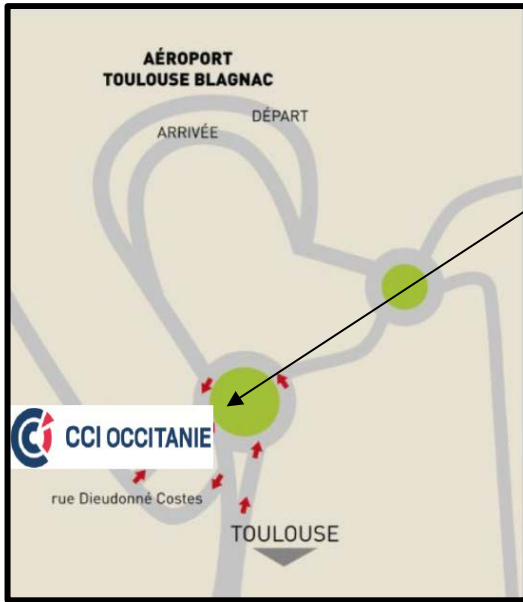 AÉROPORT
TOULOUSE BLAGNAC
DÉPART
ARRIVÉE
CCI OCCITANIE
rue Dieudonné Costes
TOULOUSE